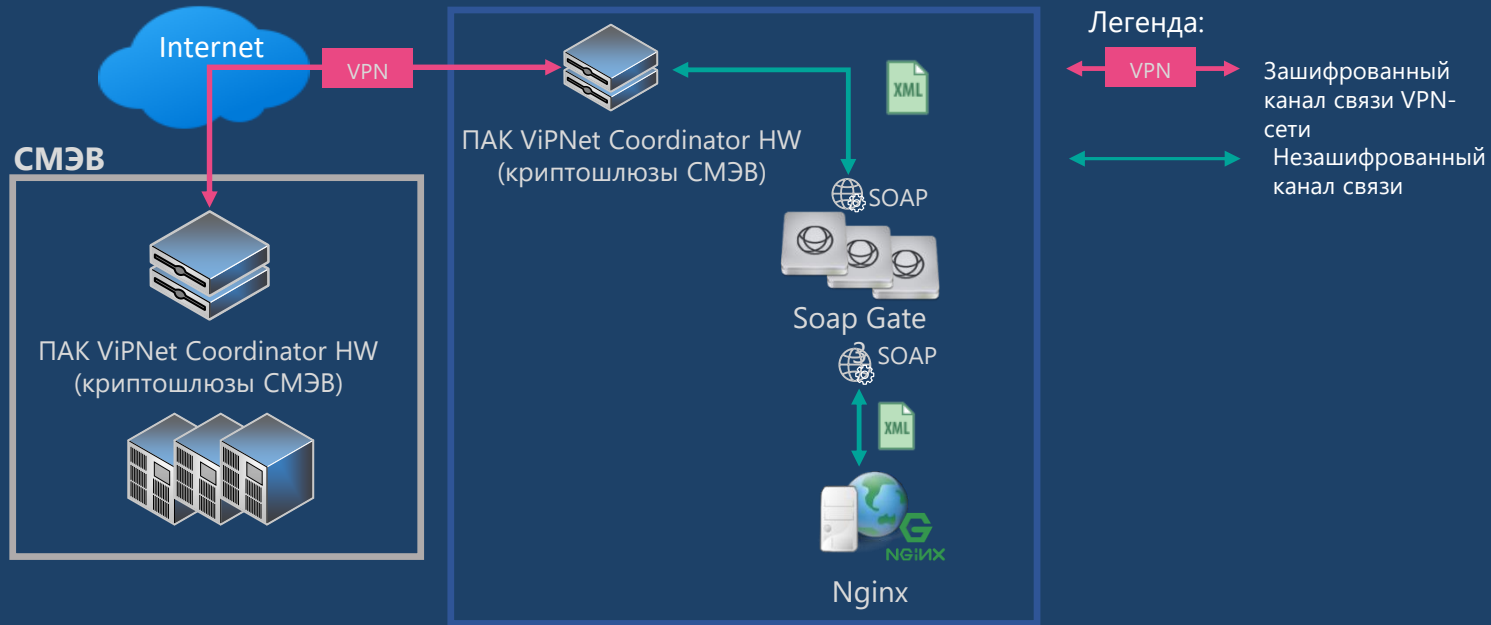 Internet
VPN
СМЭВ
ПАК ViPNet Coordinator HW
(криптошлюзы СМЭВ)
ПАК ViPNet Coordinator HW
(криптошлюзы СМЭВ)
XML
SOAP
Soap Gate
3
SOAP
XML
NGiNX
Nginx
Легенда:
VPN
Зашифрованный
канал связи VPN-
сети
Незашифрованный
канал связи